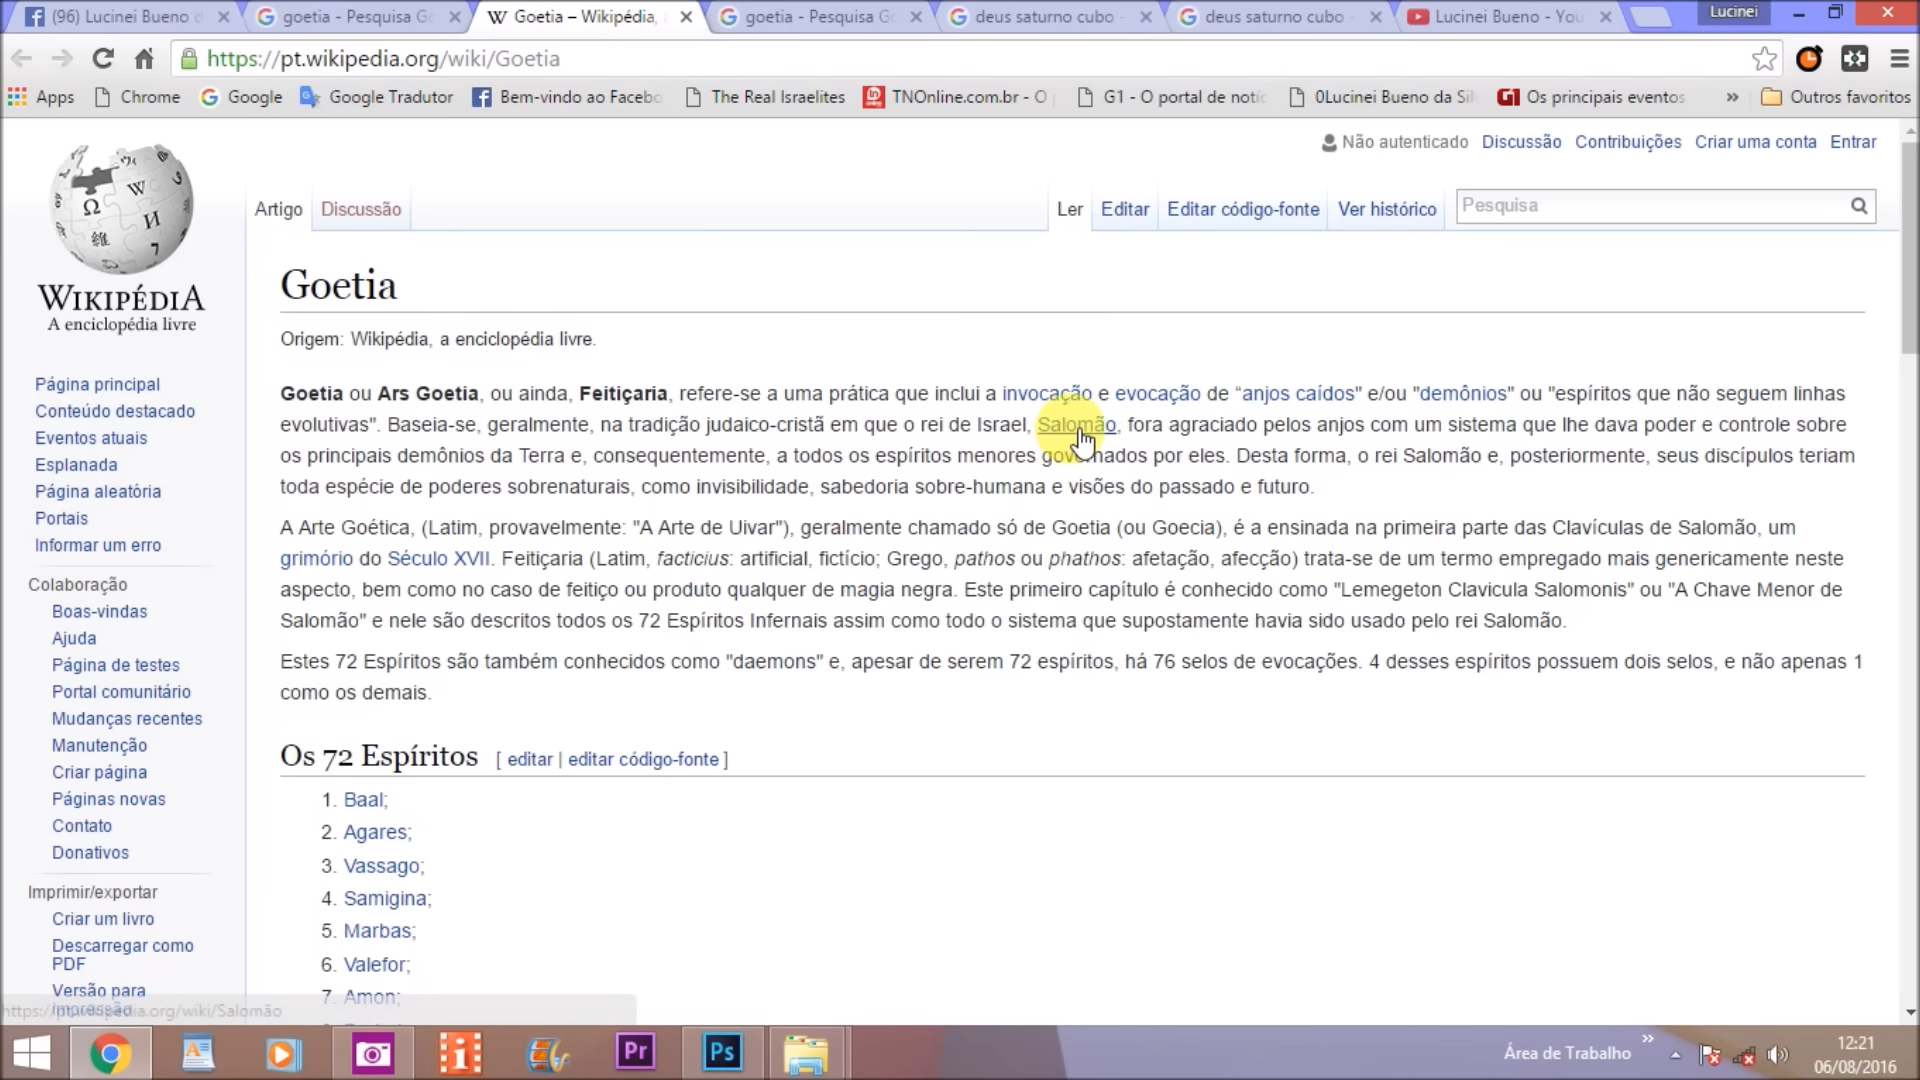 (96) Lucinei Bueno d
goetia - Pesquisa Go
Goetia – Wikipédia,
goetia - Pesquisa Go
deus saturno cubo -
deus saturno cubo -
Lucinei Bueno - You
Lucinei
https://pt.wikipedia.org/wiki/Goetia
Apps Chrome Google Google Tradutor Bem-vindo ao Facebo The Real Israelites TNOnline.com.br - O G1 - O portal de notíc 0Lucinei Bueno da Sil Os principais eventos » Outros favoritos
Não autenticado Discussão Contribuições Criar uma conta Entrar
Artigo Discussão Ler Editar Editar código-fonte Ver histórico Pesquisa
WIKIPÉDIA
A enciclopédia livre
Página principal
Conteúdo destacado
Eventos atuais
Esplanada
Página aleatória
Portais
Informar um erro
Colaboração
Boas-vindas
Ajuda
Página de testes
Portal comunitário
Mudanças recentes
Manutenção
Criar página
Páginas novas
Contato
Donativos
Imprimir/exportar
Criar um livro
Descarregar como
PDF
Versão para
impressão
Goetia
Origem: Wikipédia, a enciclopédia livre.
Goetia ou Ars Goetia, ou ainda, Feitiçaria, refere-se a uma prática que inclui a invocação e evocação de “anjos caídos" e/ou "demônios" ou "espíritos que não seguem linhas
evolutivas". Baseia-se, geralmente, na tradição judaico-cristã em que o rei de Israel, Salomão, fora agraciado pelos anjos com um sistema que lhe dava poder e controle sobre
os principais demônios da Terra e, consequentemente, a todos os espíritos menores governados por eles. Desta forma, o rei Salomão e, posteriormente, seus discípulos teriam
toda espécie de poderes sobrenaturais, como invisibilidade, sabedoria sobre-humana e visões do passado e futuro.
A Arte Goética, (Latim, provavelmente: "A Arte de Uivar"), geralmente chamado só de Goetia (ou Goecia), é a ensinada na primeira parte das Clavículas de Salomão, um
grimório do Século XVII. Feitiçaria (Latim, facticius: artificial, fictício; Grego, pathos ou phathos: afetação, afecção) trata-se de um termo empregado mais genericamente neste
aspecto, bem como no caso de feitiço ou produto qualquer de magia negra. Este primeiro capítulo é conhecido como "Lemegeton Clavicula Salomonis" ou "A Chave Menor de
Salomão" e nele são descritos todos os 72 Espíritos Infernais assim como todo o sistema que supostamente havia sido usado pelo rei Salomão.
Estes 72 Espíritos são também conhecidos como "daemons" e, apesar de serem 72 espíritos, há 76 selos de evocações. 4 desses espíritos possuem dois selos, e não apenas 1
como os demais.
Os 72 Espíritos [ editar | editar código-fonte ]
1. Baal;
2. Agares;
3. Vassago;
4. Samigina;
5. Marbas;
6. Valefor;
7. Amon;
https://pt.wikipedia.org/wiki/Salomão
Pr
Ps
Área de Trabalho »
12:21
06/08/2016